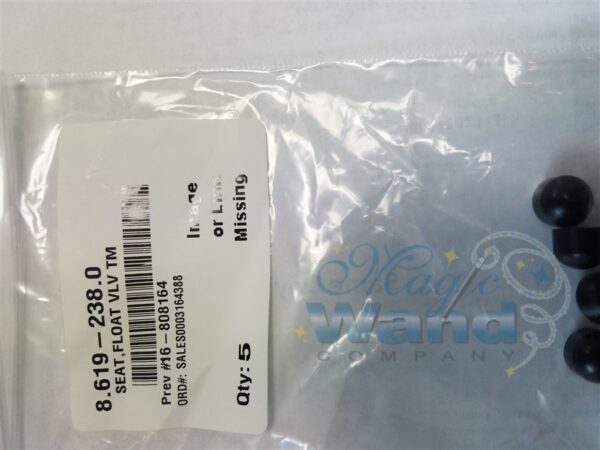 8.619-238.0
SEAT,FLOAT VLV TM
Prev #16-808164
ORD#: SALES0003164388
Qty: 5
Image
or Link
Missing
Magic
Wand
COMPANY